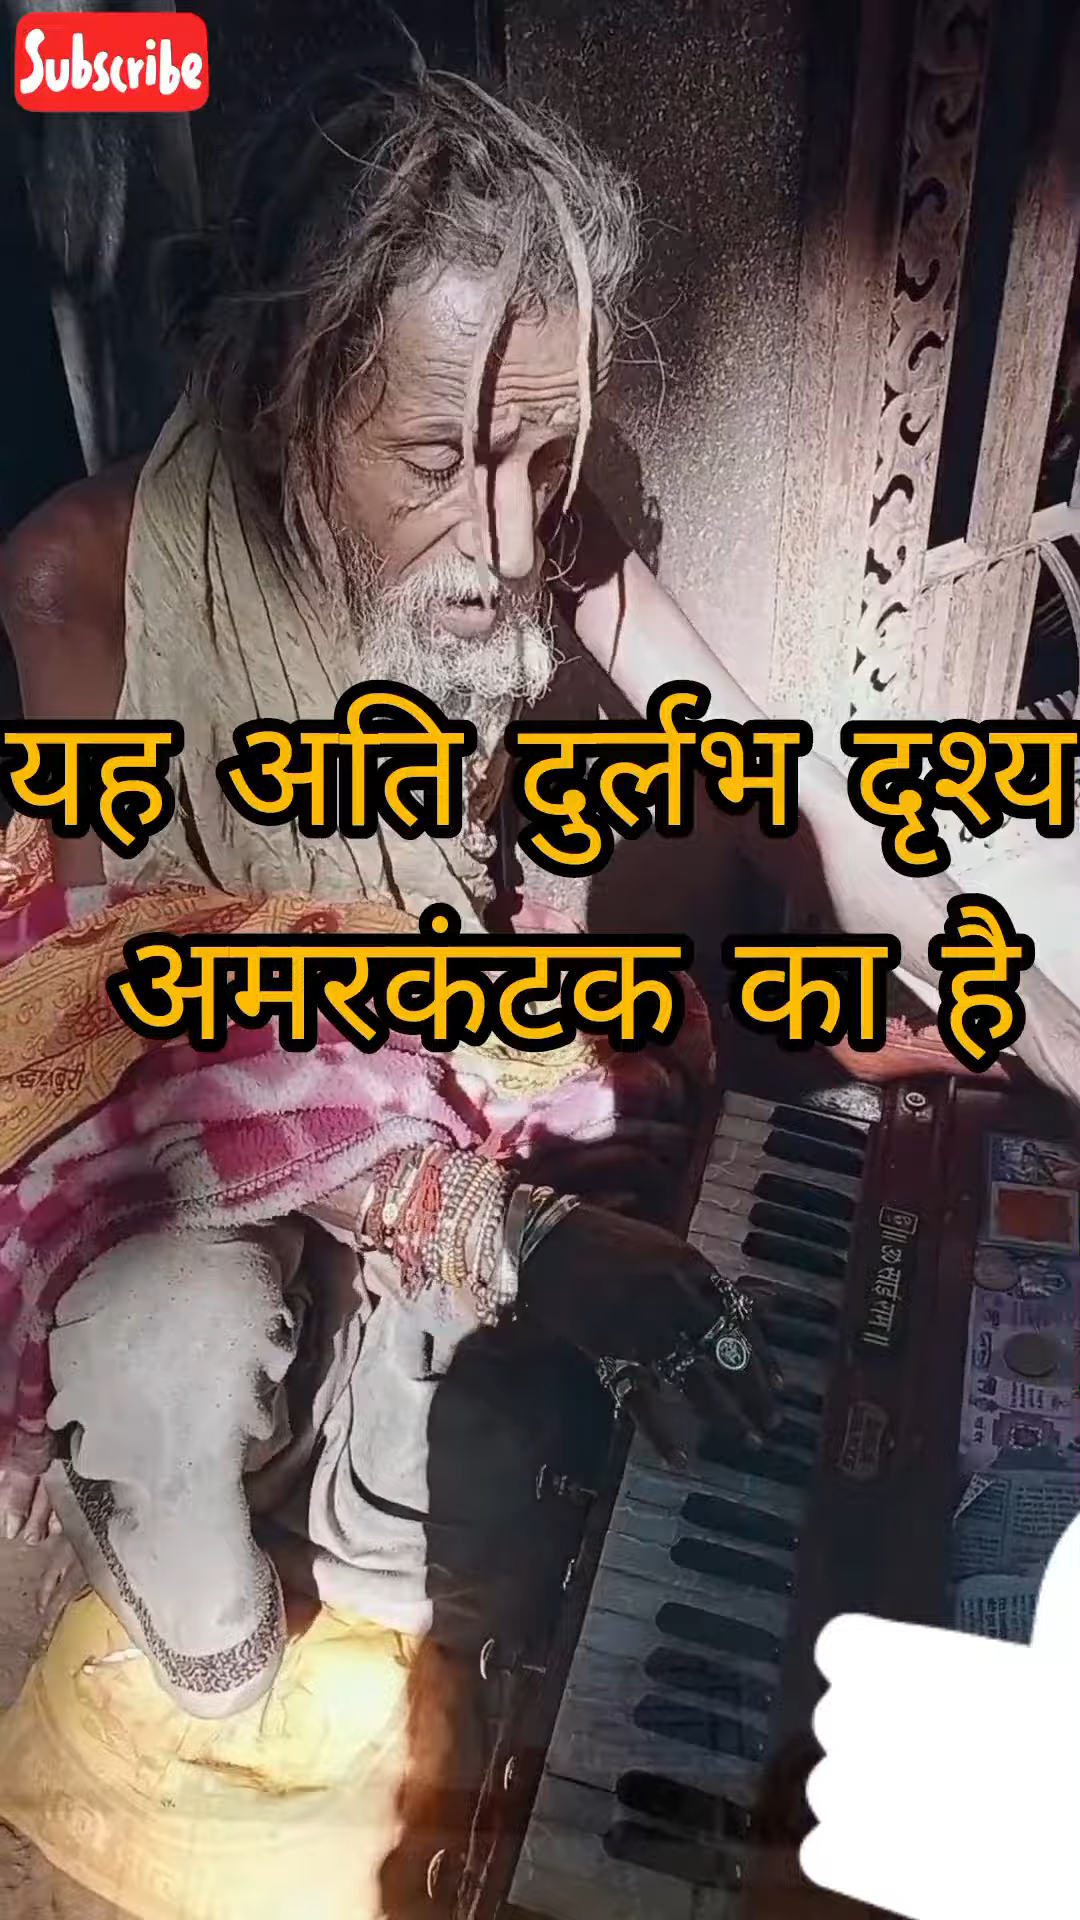 Subscribe
यह अति दुर्लभ दृश्य
अमरकंटक का है
॥ ॐ साई राम ॥